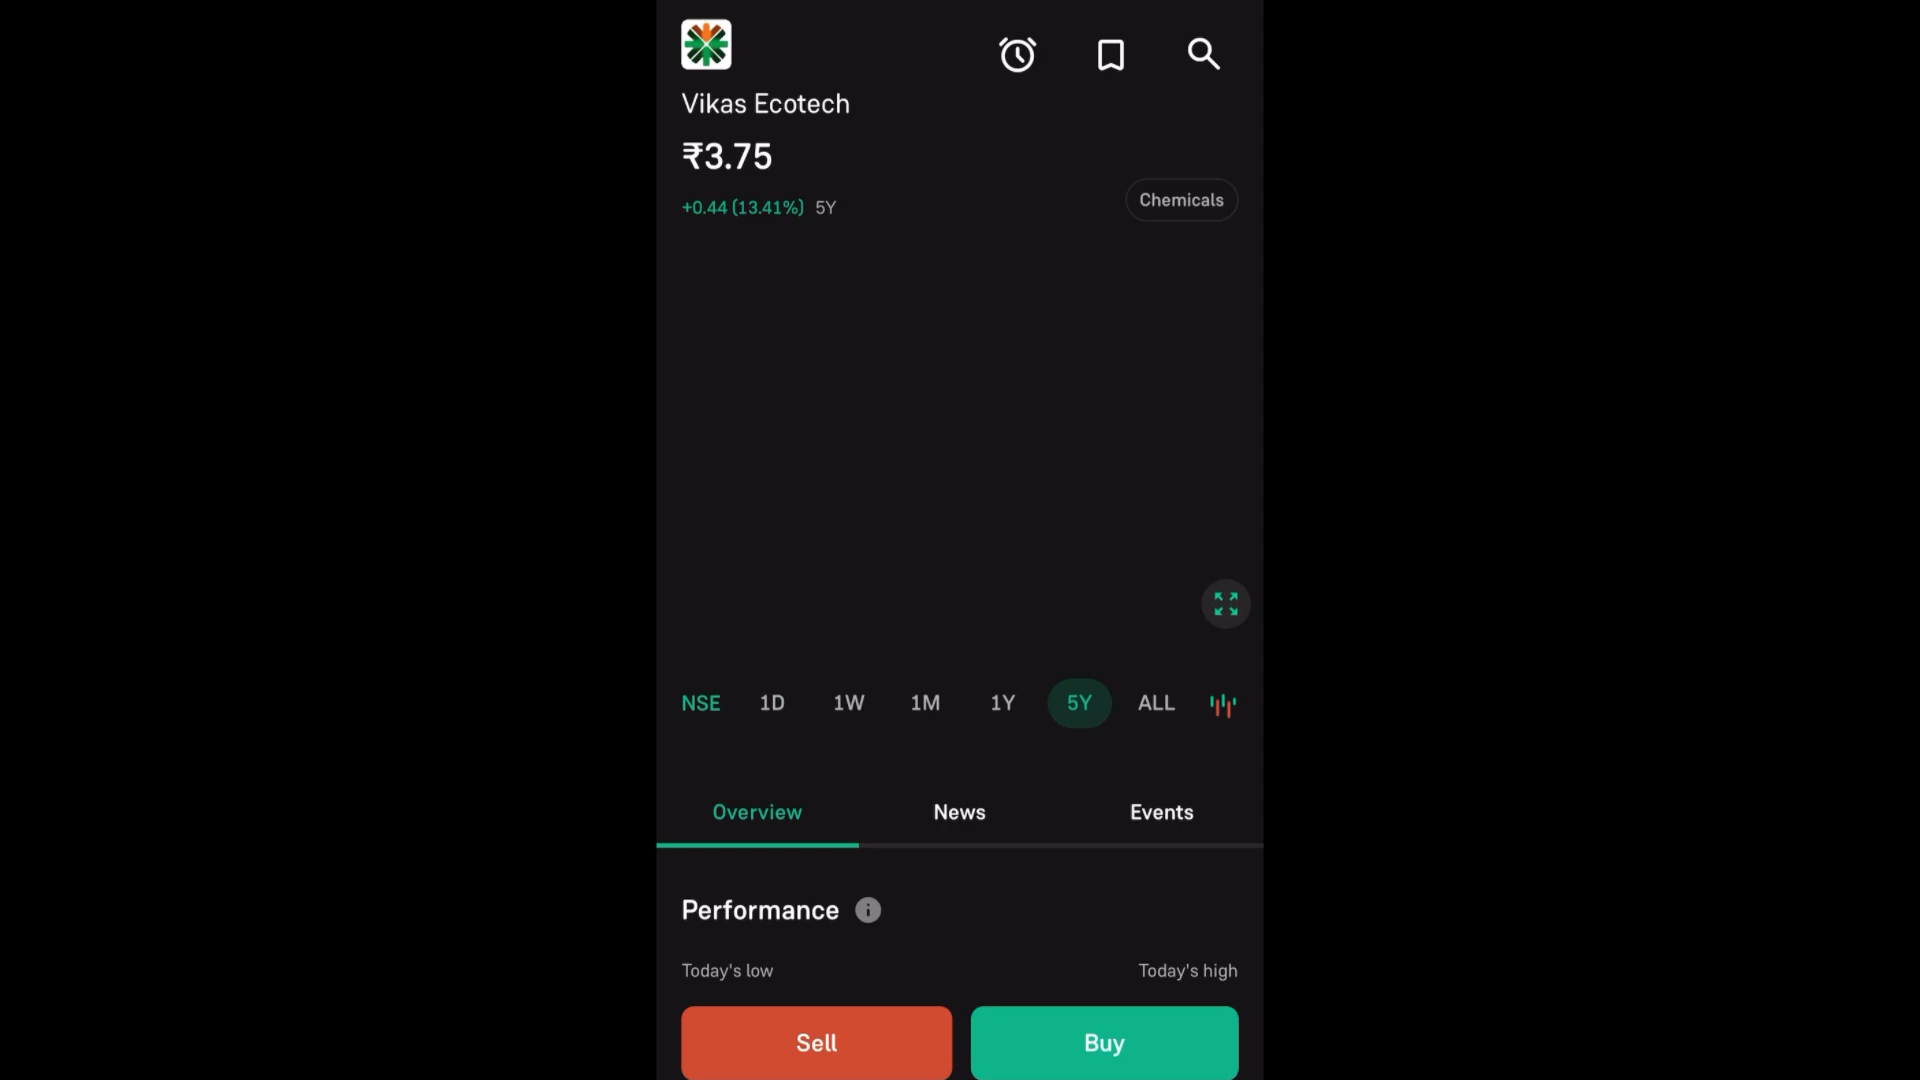 Vikas Ecotech
₹3.75
+0.44 (13.41%) 5Y
Chemicals
NSE 1D 1W 1M 1Y 5Y ALL
Overview News Events
Performance
Today's low Today's high
Sell Buy